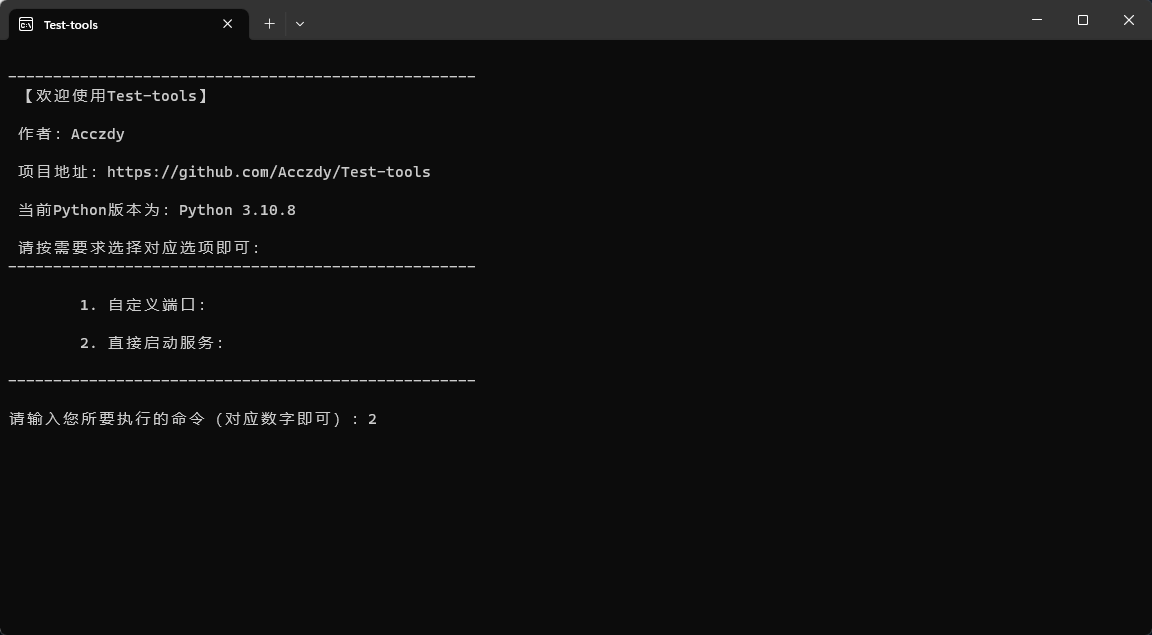 Test-tools
--------------------------------------------------
【欢迎使用Test-tools】
作者: Acczdy
项目地址: https://github.com/Acczdy/Test-tools
当前Python版本为: Python 3.10.8
请按需要求选择对应选项即可:
--------------------------------------------------
1. 自定义端口:
2. 直接启动服务:
--------------------------------------------------
请输入您所要执行的命令 (对应数字即可) : 2